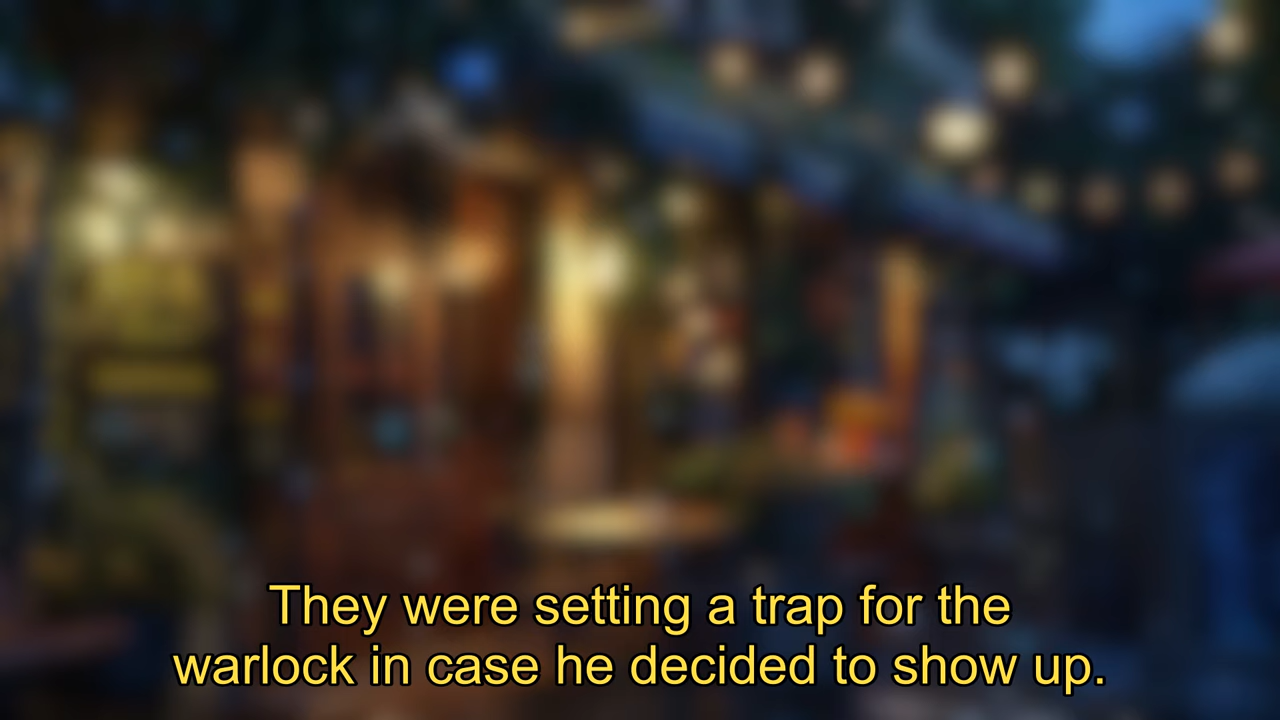 They were setting a trap for the
warlock in case he decided to show up.